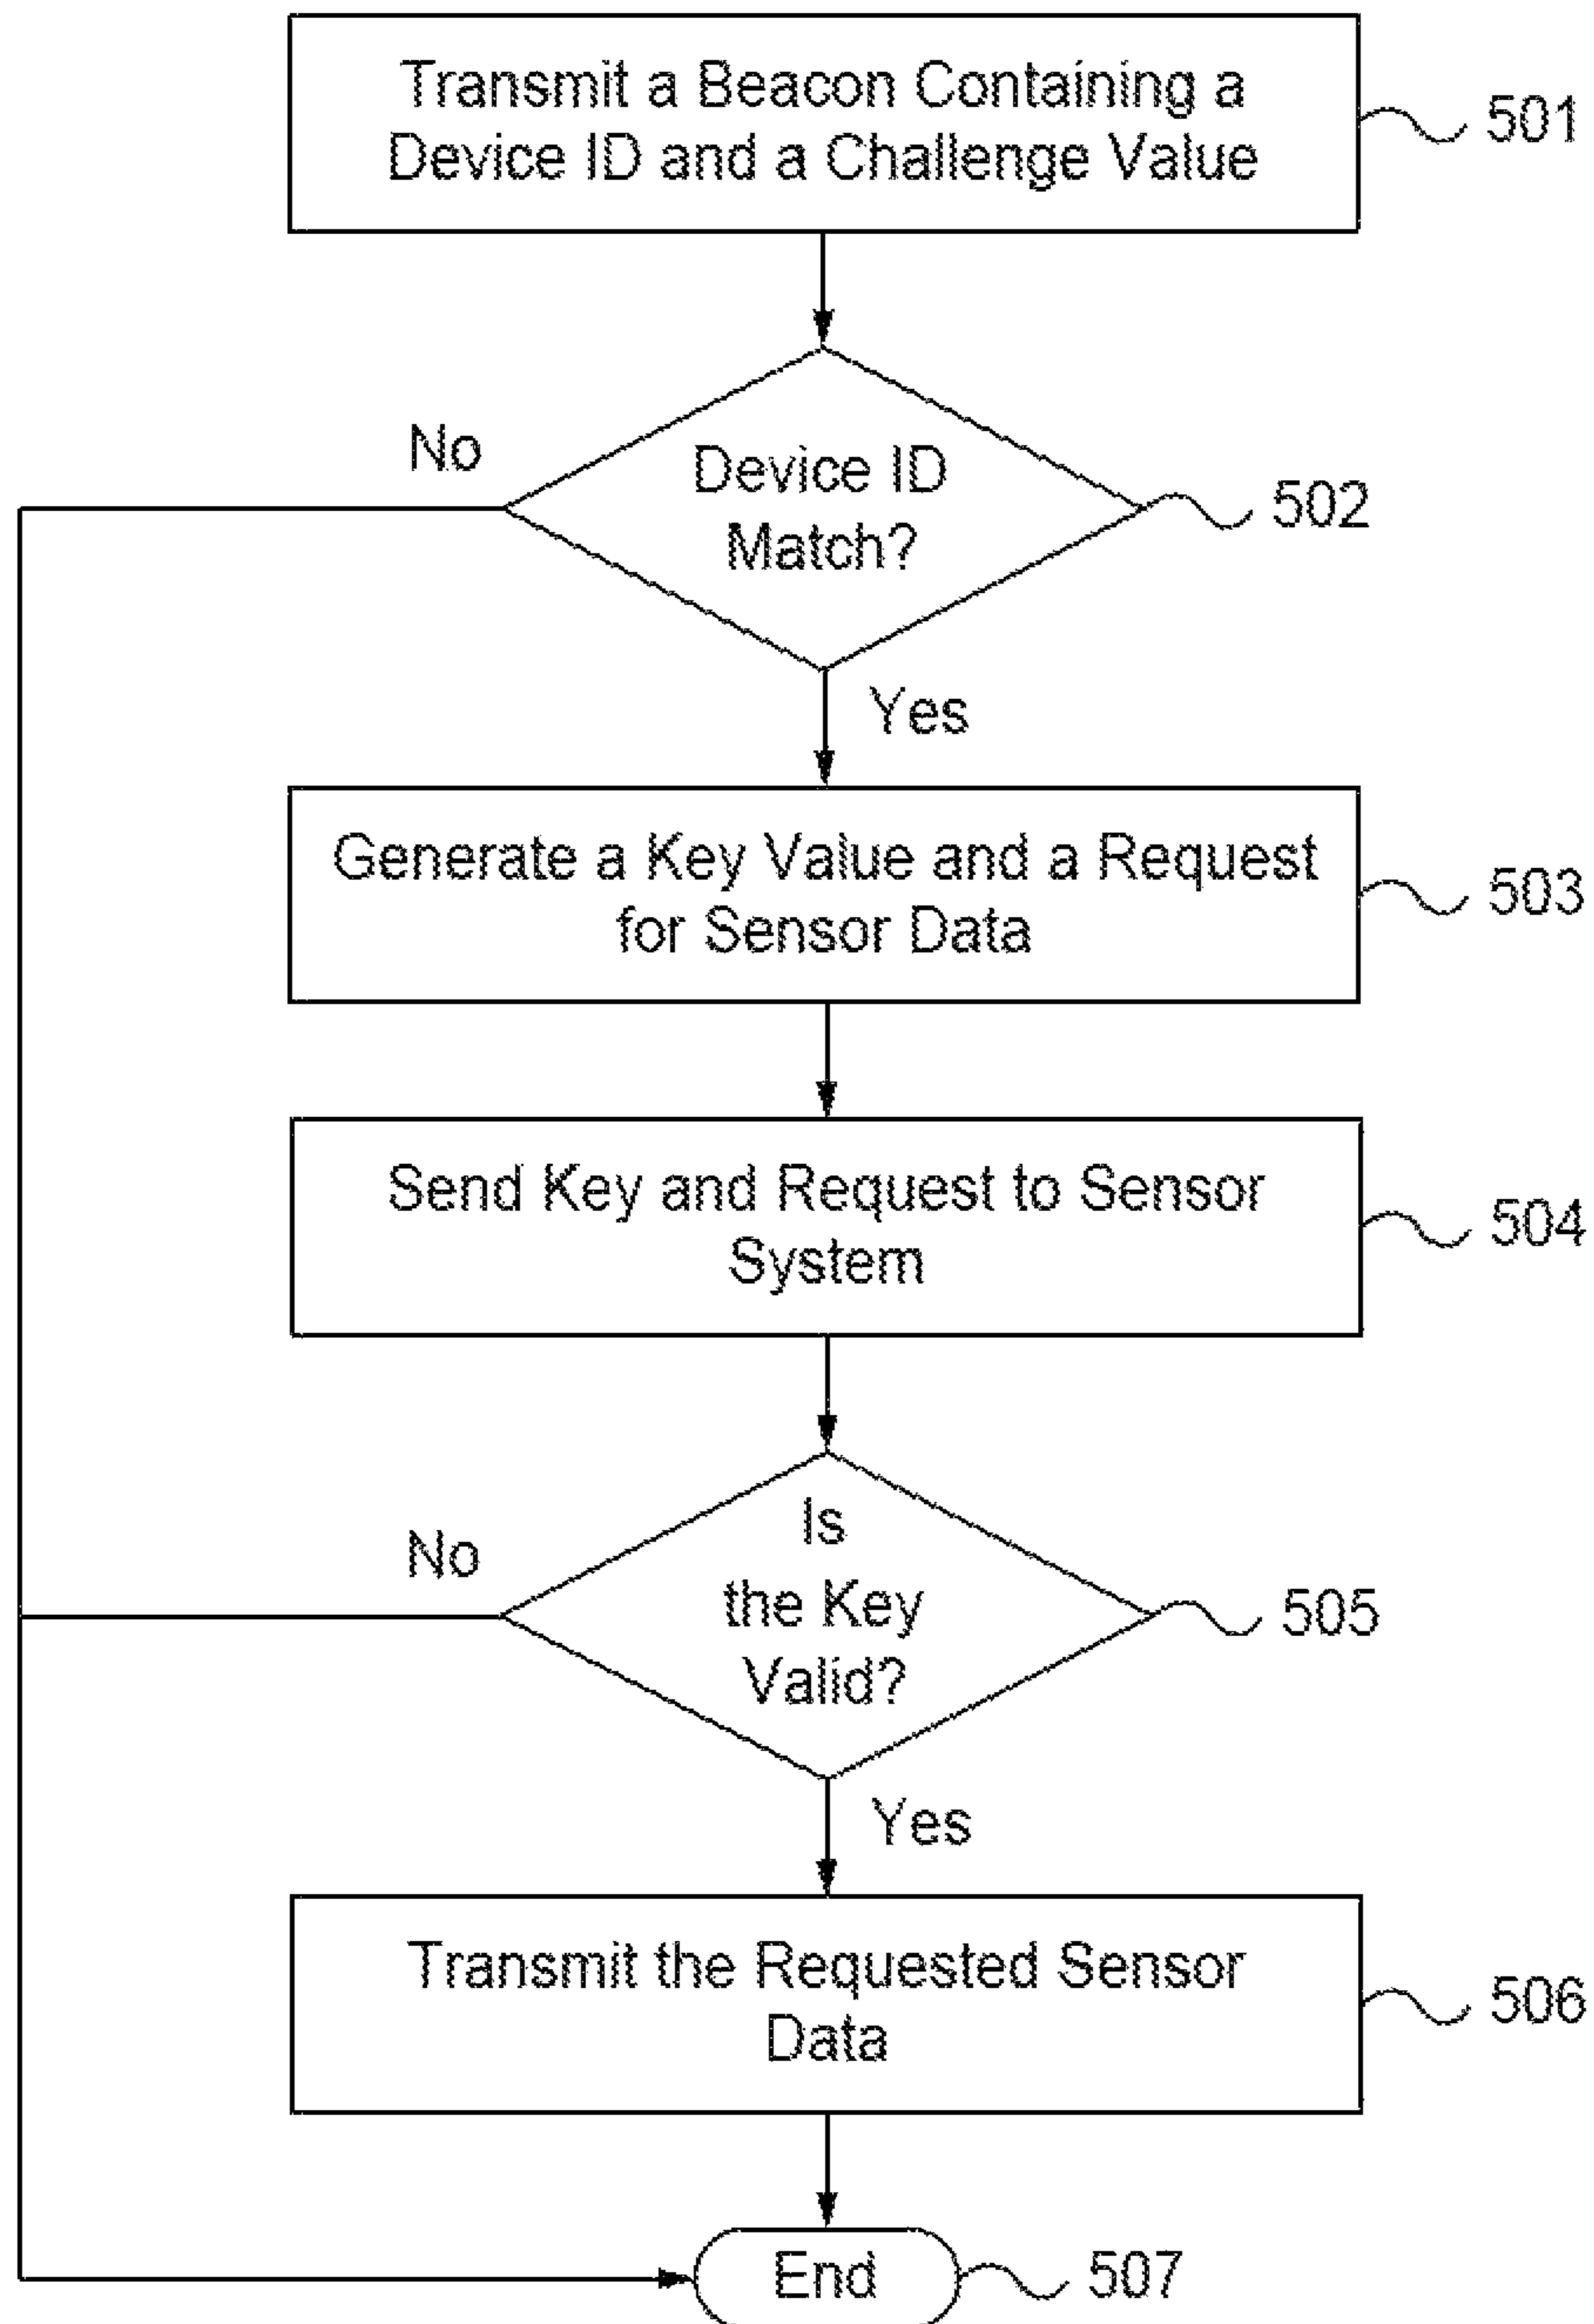 Transmit a Beacon Containing a
Device ID and a Challenge Value
501
No
Device ID
Match?
502
Yes
Generate a Key Value and a Request
for Sensor Data
503
Send Key and Request to Sensor
System
504
No
Is
the Key
Valid?
505
Yes
Transmit the Requested Sensor
Data
506
End
507